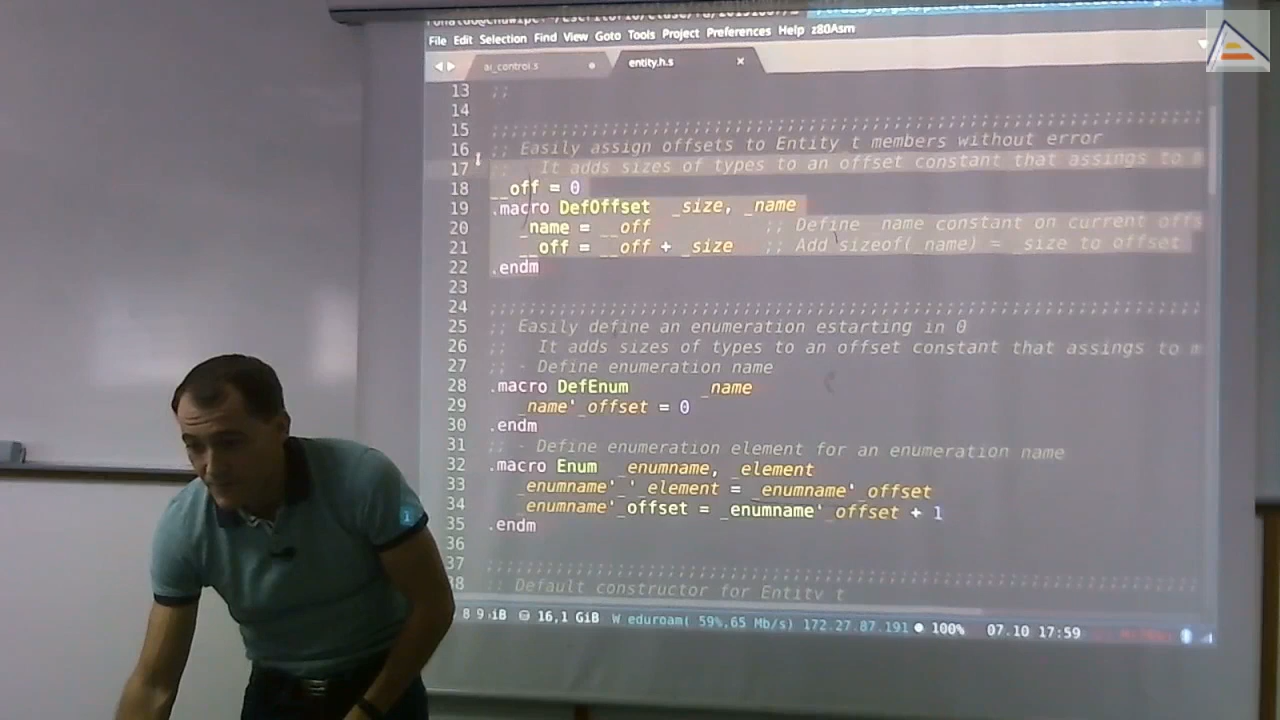 File Edit Selection Find View Goto Tools Project Preferences Help z80Asm
ai_control.s entity.h.s
13 ;;
14
15 ;;;;;;;;;;;;;;;;;;;;;;;;;;;;;;;;;;;;;;;;;;;;;;;;;;;;;;;;;;;;;;;;;;;;;;
16 ;; Easily assign offsets to Entity_t members without error
17 ;; It adds sizes of types to an offset constant that assings to m
18 __off = 0
19 .macro DefOffset _size, _name
20 _name = __off ;; Define _name constant on current offs
21 __off = __off + _size ;; Add sizeof(_name) = _size to offset
22 .endm
23
24 ;;;;;;;;;;;;;;;;;;;;;;;;;;;;;;;;;;;;;;;;;;;;;;;;;;;;;;;;;;;;;;;;;;;;;;
25 ;; Easily define an enumeration estarting in 0
26 ;; It adds sizes of types to an offset constant that assings to m
27 ;; - Define enumeration name
28 .macro DefEnum _name
29 _name'_offset = 0
30 .endm
31 ;; - Define enumeration element for an enumeration name
32 .macro Enum _enumname, _element
33 _enumname'_'_element = _enumname'_offset
34 _enumname'_offset = _enumname'_offset + 1
35 .endm
36
37 ;;;;;;;;;;;;;;;;;;;;;;;;;;;;;;;;;;;;;;;;;;;;;;;;;;;;;;;;;;;;;;;;;;;;;;
38 ;; Default constructor for Entity_t
16,1 GiB W eduroam( 59%,65 Mb/s) 172.27.87.191 100% 07.10 17:59